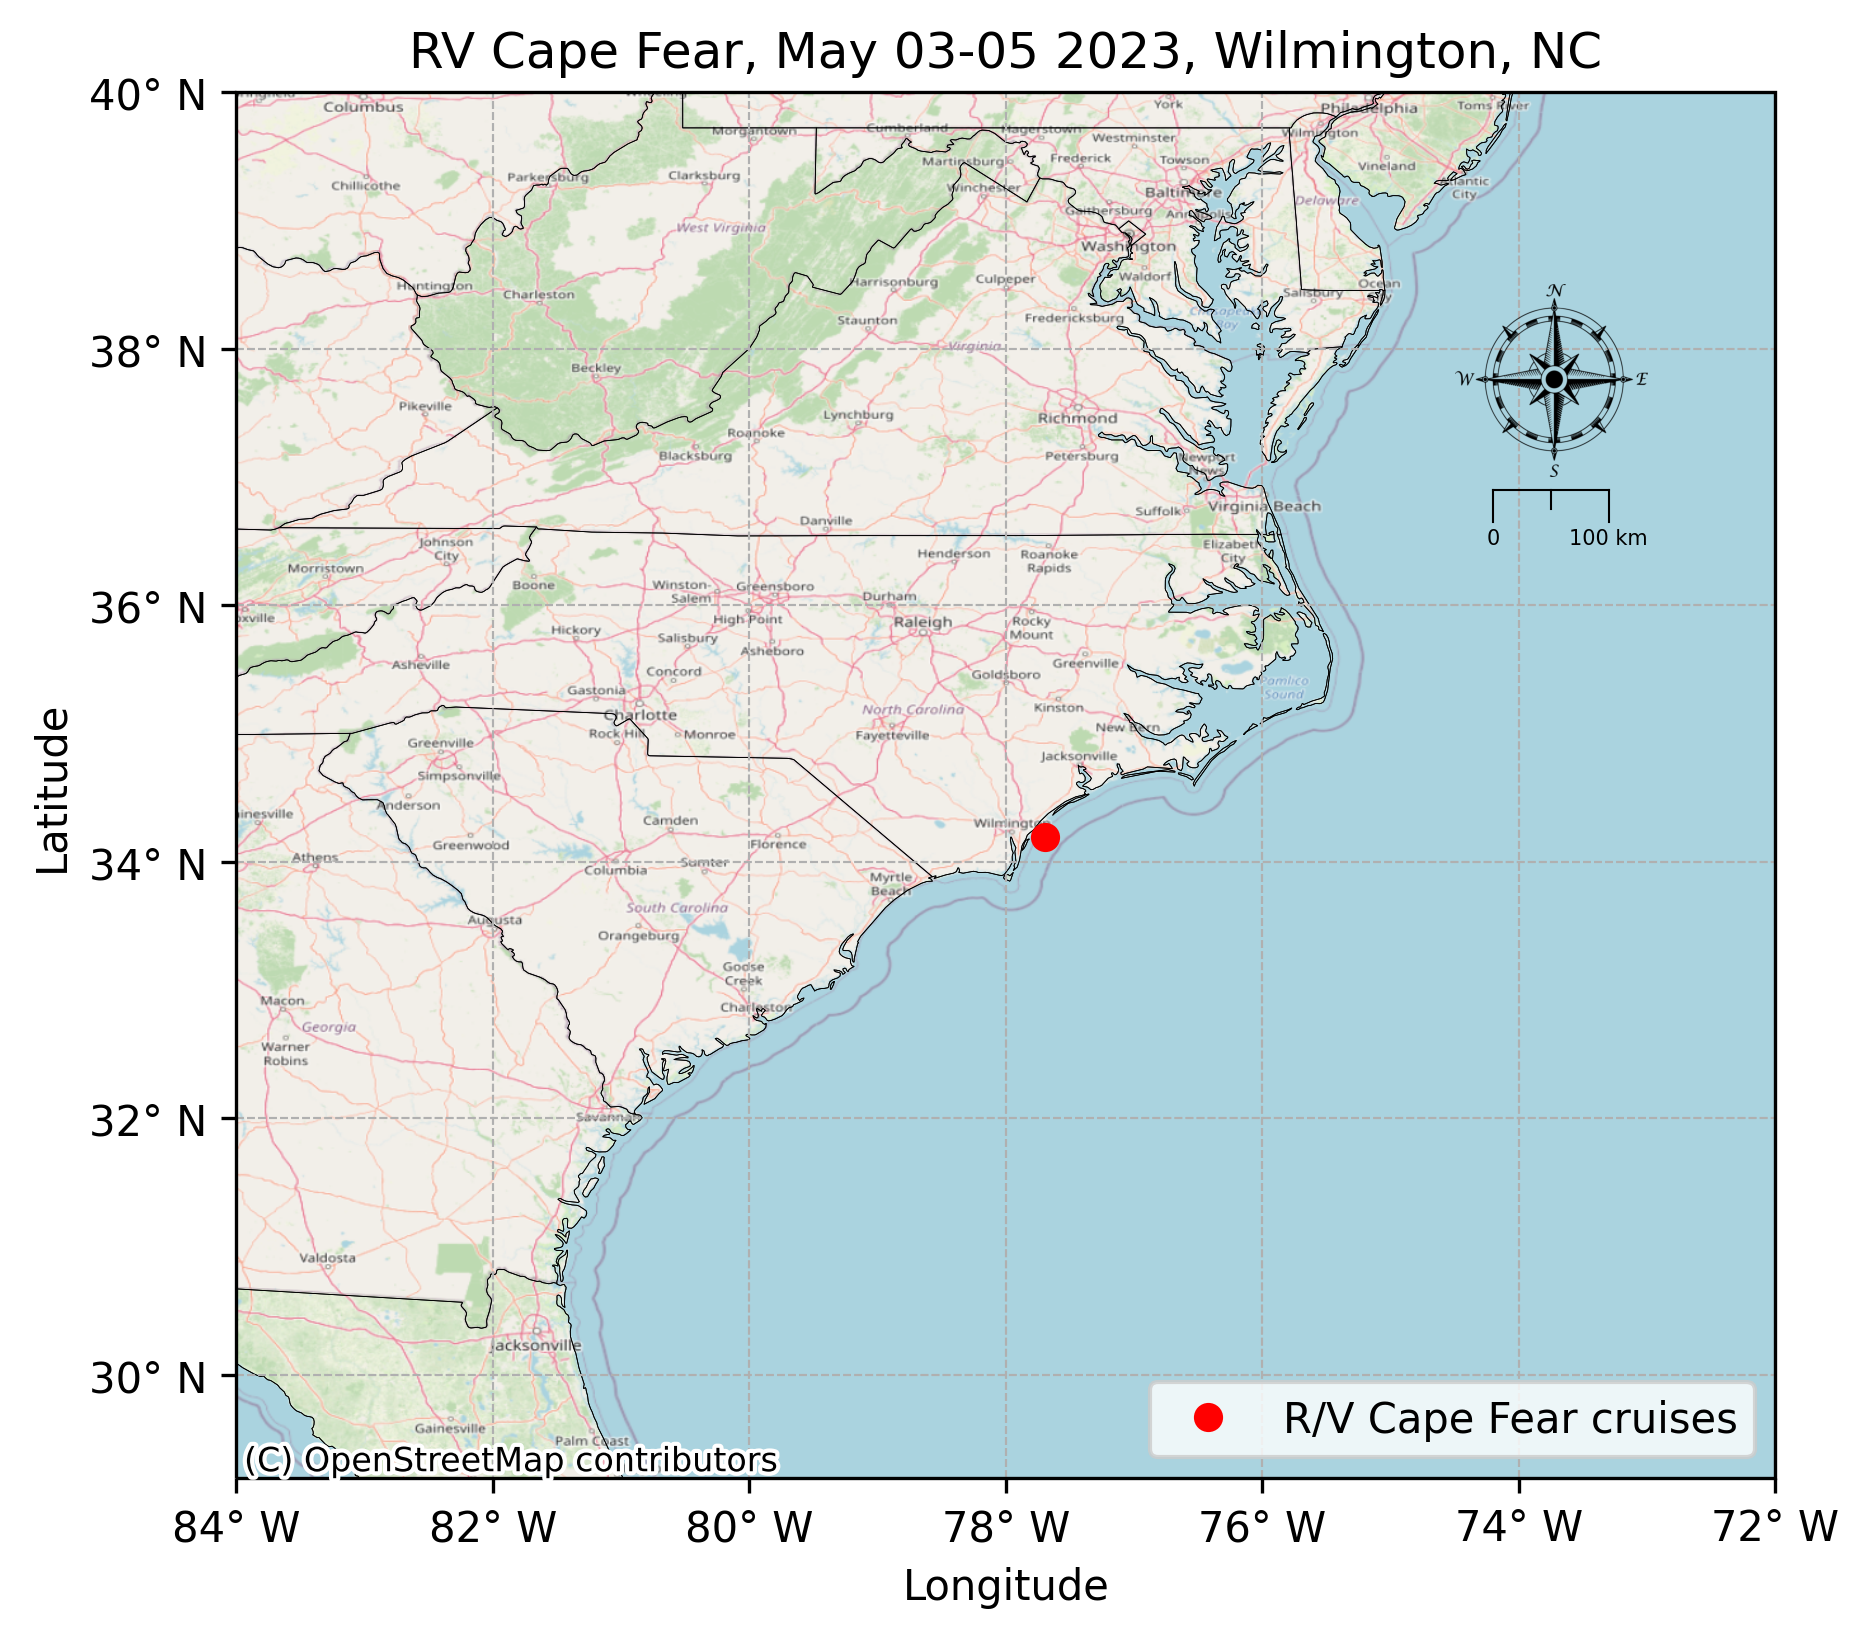 RV Cape Fear, May 03-05 2023, Wilmington, NC
40° N
38° N
36° N
34° N
32° N
30° N
Latitude
84° W
82° W
80° W
78° W
76° W
74° W
72° W
Longitude
Columbus
York
Philadelphia
Toms River
Morgantown
Cumberland
Hagerstown
Westminster
Wilmington
Chillicothe
Parkersburg
Clarksburg
Martinsburg
Frederick
Towson
Vineland
Winchester
Baltimore
Atlantic
City
Gaithersburg
Annapolis
Delaware
West Virginia
Washington
Huntington
Charleston
Harrisonburg
Culpeper
Waldorf
Salisbury
Ocean
Staunton
Fredericksburg
Chesapeake
Bay
Virginia
Beckley
Pikeville
Lynchburg
Richmond
Roanoke
Blacksburg
Petersburg
Newport
News
Suffolk
Virginia Beach
Danville
Johnson
City
Henderson
Roanoke
Rapids
Elizabeth
City
Morristown
Boone
Winston-
Salem
Greensboro
Durham
oxville
High Point
Raleigh
Rocky
Mount
Hickory
Salisbury
Asheboro
Asheville
Concord
Goldsboro
Greenville
Pamlico
Sound
Gastonia
Charlotte
North Carolina
Kinston
Rock Hill
Monroe
Fayetteville
New Bern
Greenville
Jacksonville
Simpsonville
Anderson
inesville
Camden
Wilmington
Greenwood
Florence
Athens
Columbia
Sumter
Myrtle
Beach
South Carolina
Augusta
Orangeburg
Goose
Creek
Macon
Charleston
Georgia
Warner
Robins
Savannah
Valdosta
Jacksonville
Gainesville
Palm Coast
N
W
E
S
0
100 km
R/V Cape Fear cruises
(C) OpenStreetMap contributors